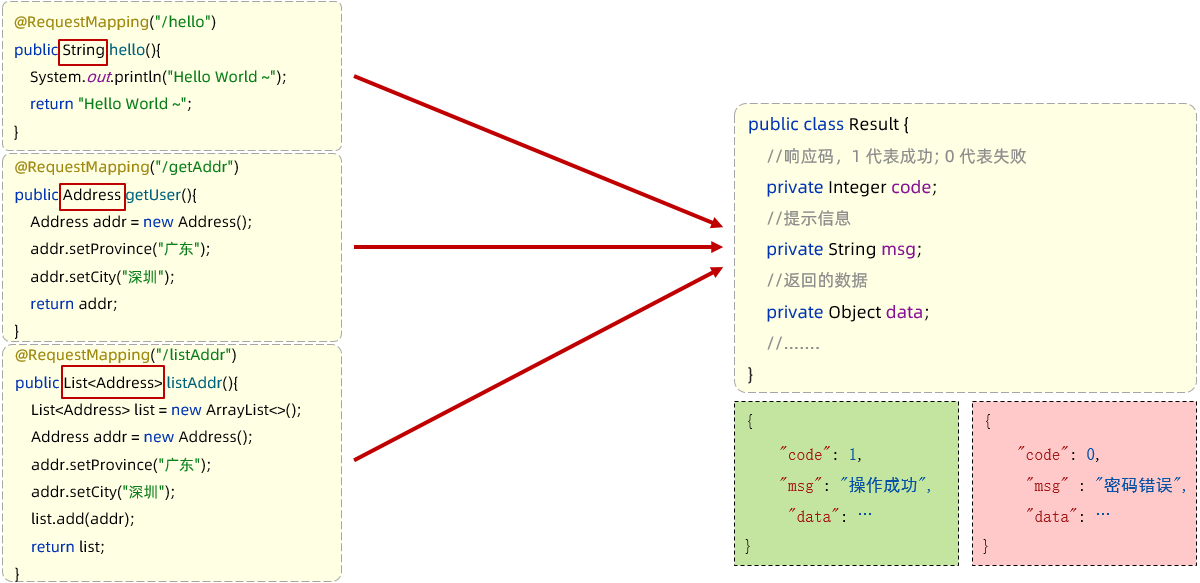 @RequestMapping("/hello")
public String hello(){
System.out.println("Hello World ~");
return "Hello World ~";
}
@RequestMapping("/getAddr")
public Address getUser(){
Address addr = new Address();
addr.setProvince("广东");
addr.setCity("深圳");
return addr;
}
@RequestMapping("/listAddr")
public List<Address> listAddr(){
List<Address> list = new ArrayList<>();
Address addr = new Address();
addr.setProvince("广东");
addr.setCity("深圳");
list.add(addr);
return list;
}
public class Result {
//响应码，1 代表成功; 0 代表失败
private Integer code;
//提示信息
private String msg;
//返回的数据
private Object data;
//.......
}
{
"code": 1,
"msg": "操作成功",
"data": ...
}
{
"code": 0,
"msg" : "密码错误",
"data": ...
}